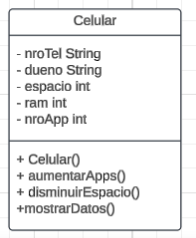 Celular
- nroTel String
- dueno String
- espacio int
- ram int
- nroApp int
+ Celular()
+ aumentarApps()
+ disminuirEspacio()
+mostrarDatos()